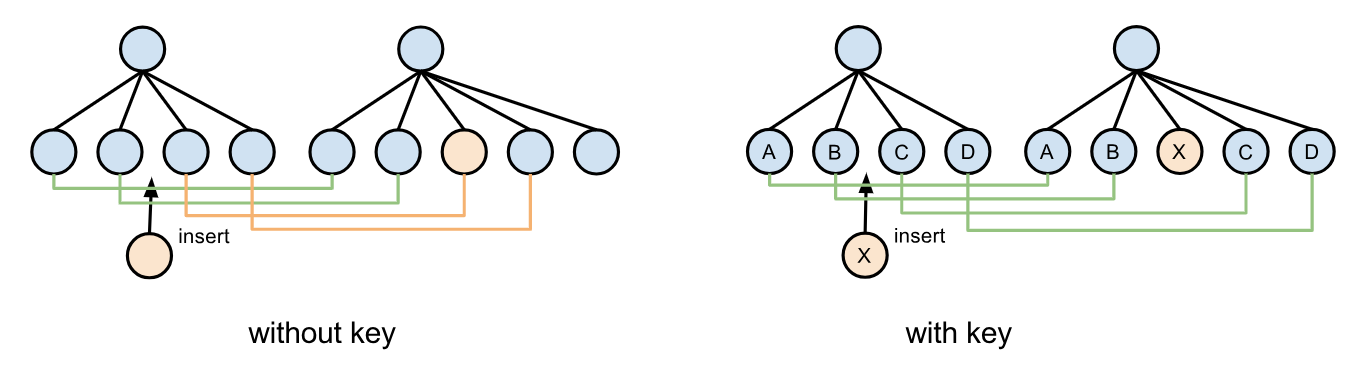 A B C D A B X C D
insert
X insert
without key
with key